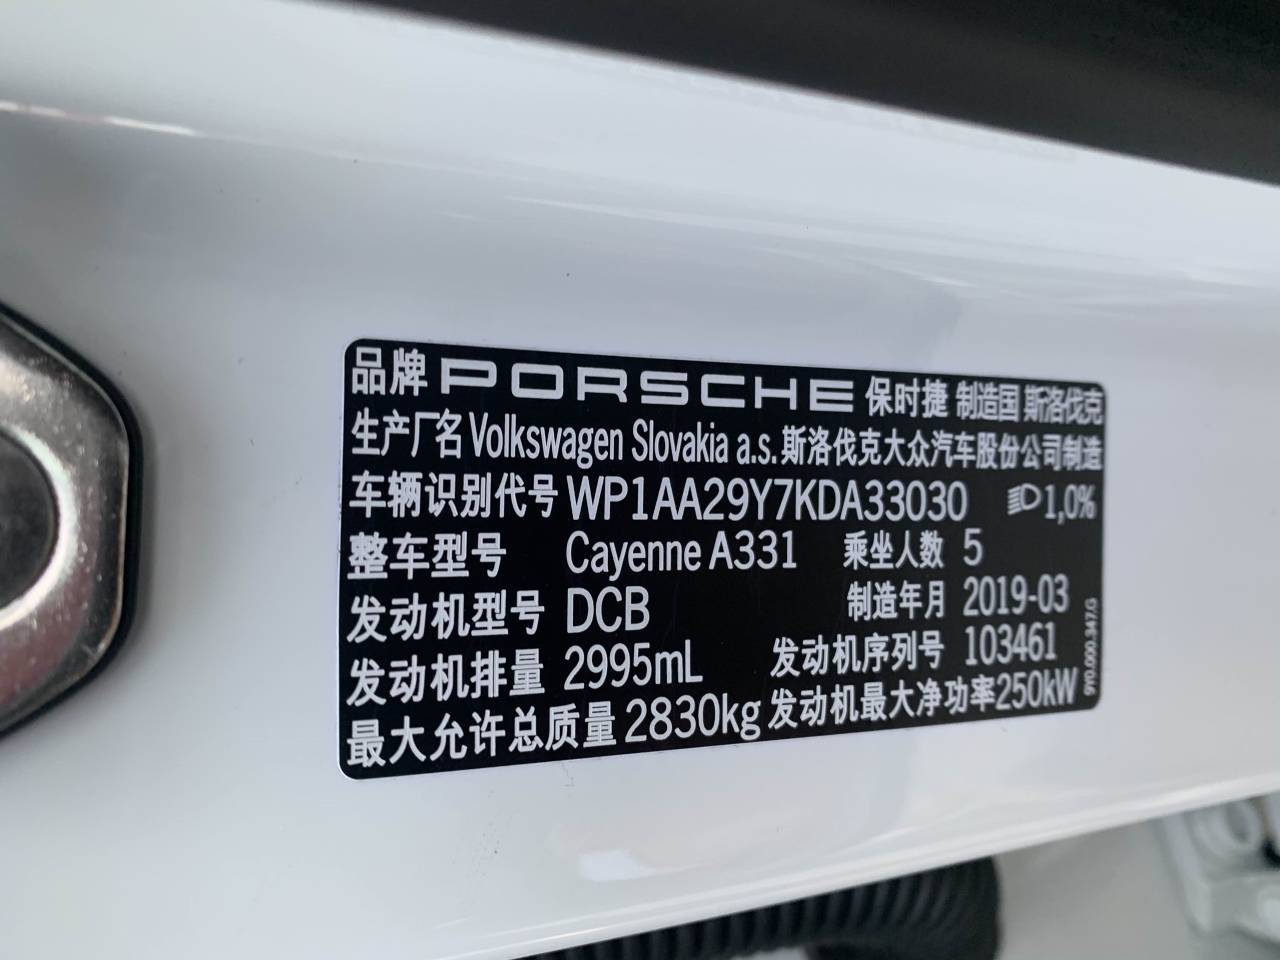 品牌 PORSCHE 保时捷 制造国 斯洛伐克
生产厂名 Volkswagen Slovakia a.s. 斯洛伐克大众汽车股份公司制造
车辆识别代号 WP1AA29Y7KDA33030 1,0%
整车型号 Cayenne A331 乘坐人数 5
发动机型号 DCB 制造年月 2019-03
发动机排量 2995mL 发动机序列号 103461
最大允许总质量 2830kg 发动机最大净功率 250kW
9Y0.000.347.G